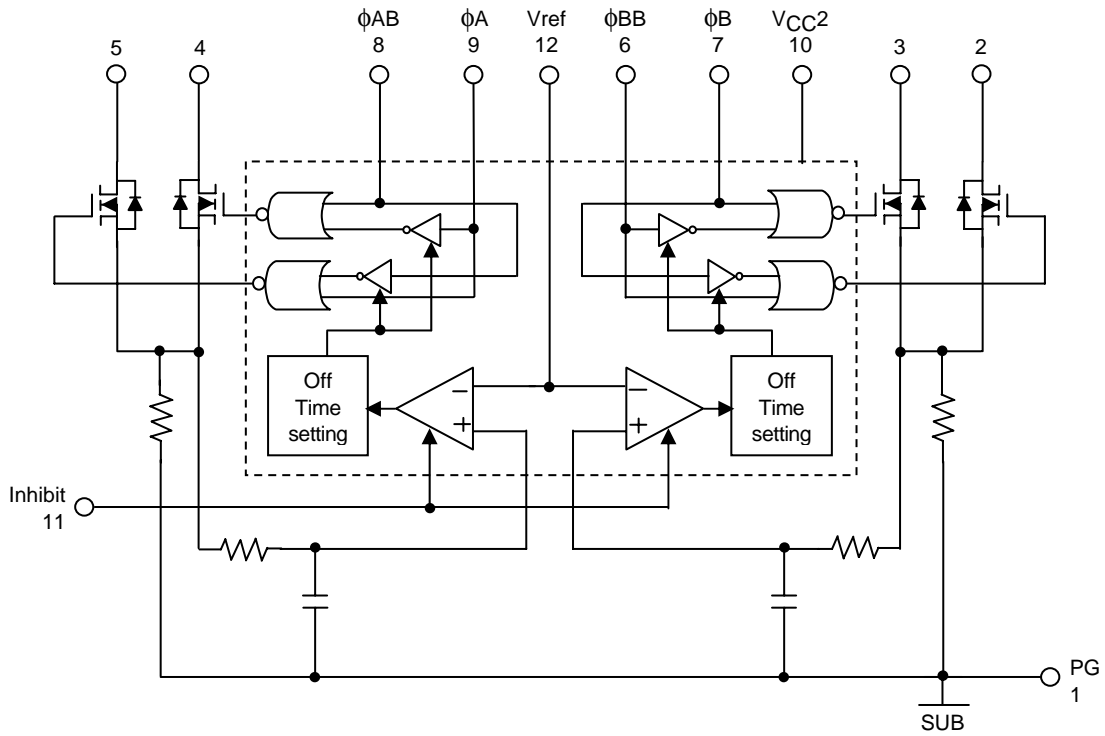 ϕAB ϕA Vref ϕBB ϕB VCC2
5 4 8 9 12 6 7 10 3 2
Off
Time
setting
−
+
−
+
Off
Time
setting
Inhibit
11
PG
1
SUB